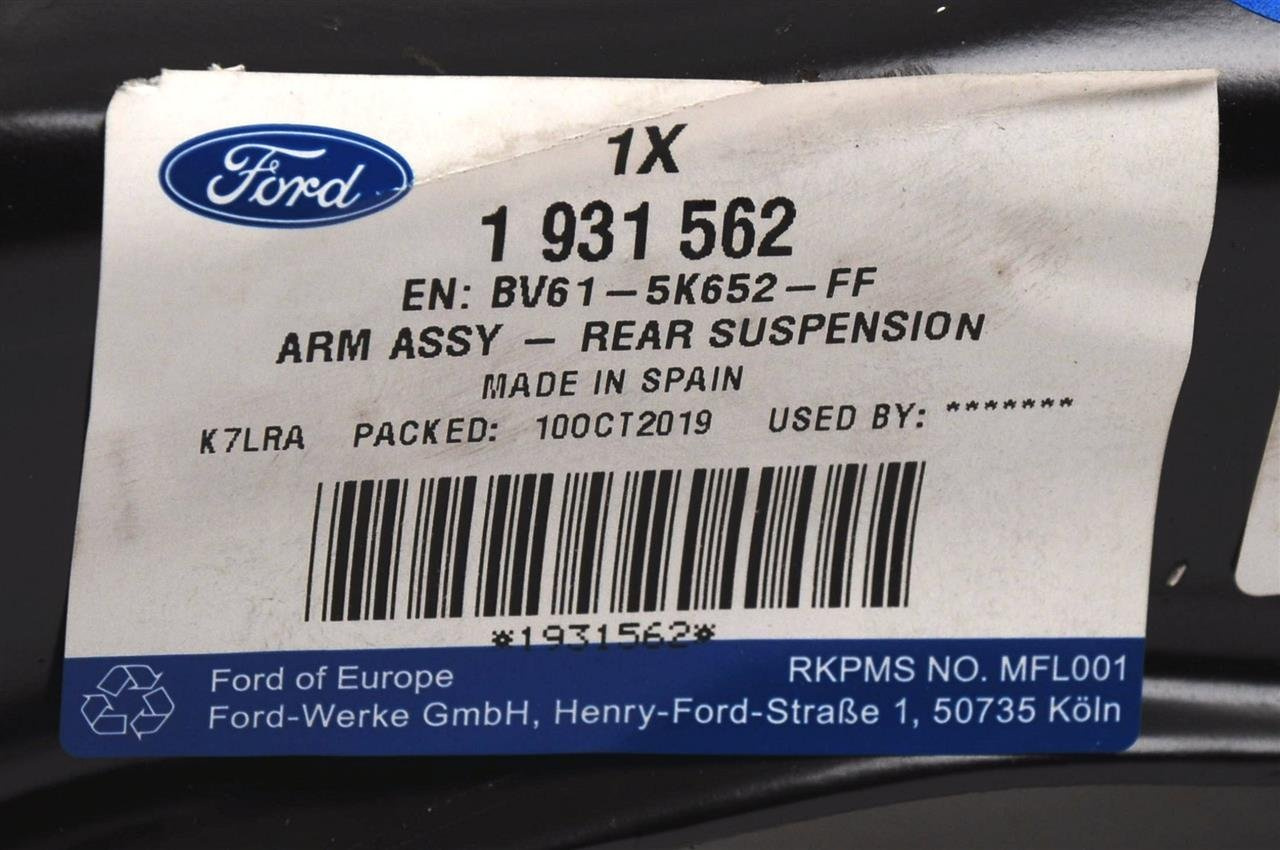 Ford
1X
1 931 562
EN: BV61-5K652-FF
ARM ASSY - REAR SUSPENSION
MADE IN SPAIN
K7LRA PACKED: 10OCT2019 USED BY: *******
*1931562*
Ford of Europe RKPMS NO. MFL001
Ford-Werke GmbH, Henry-Ford-Straße 1, 50735 Köln